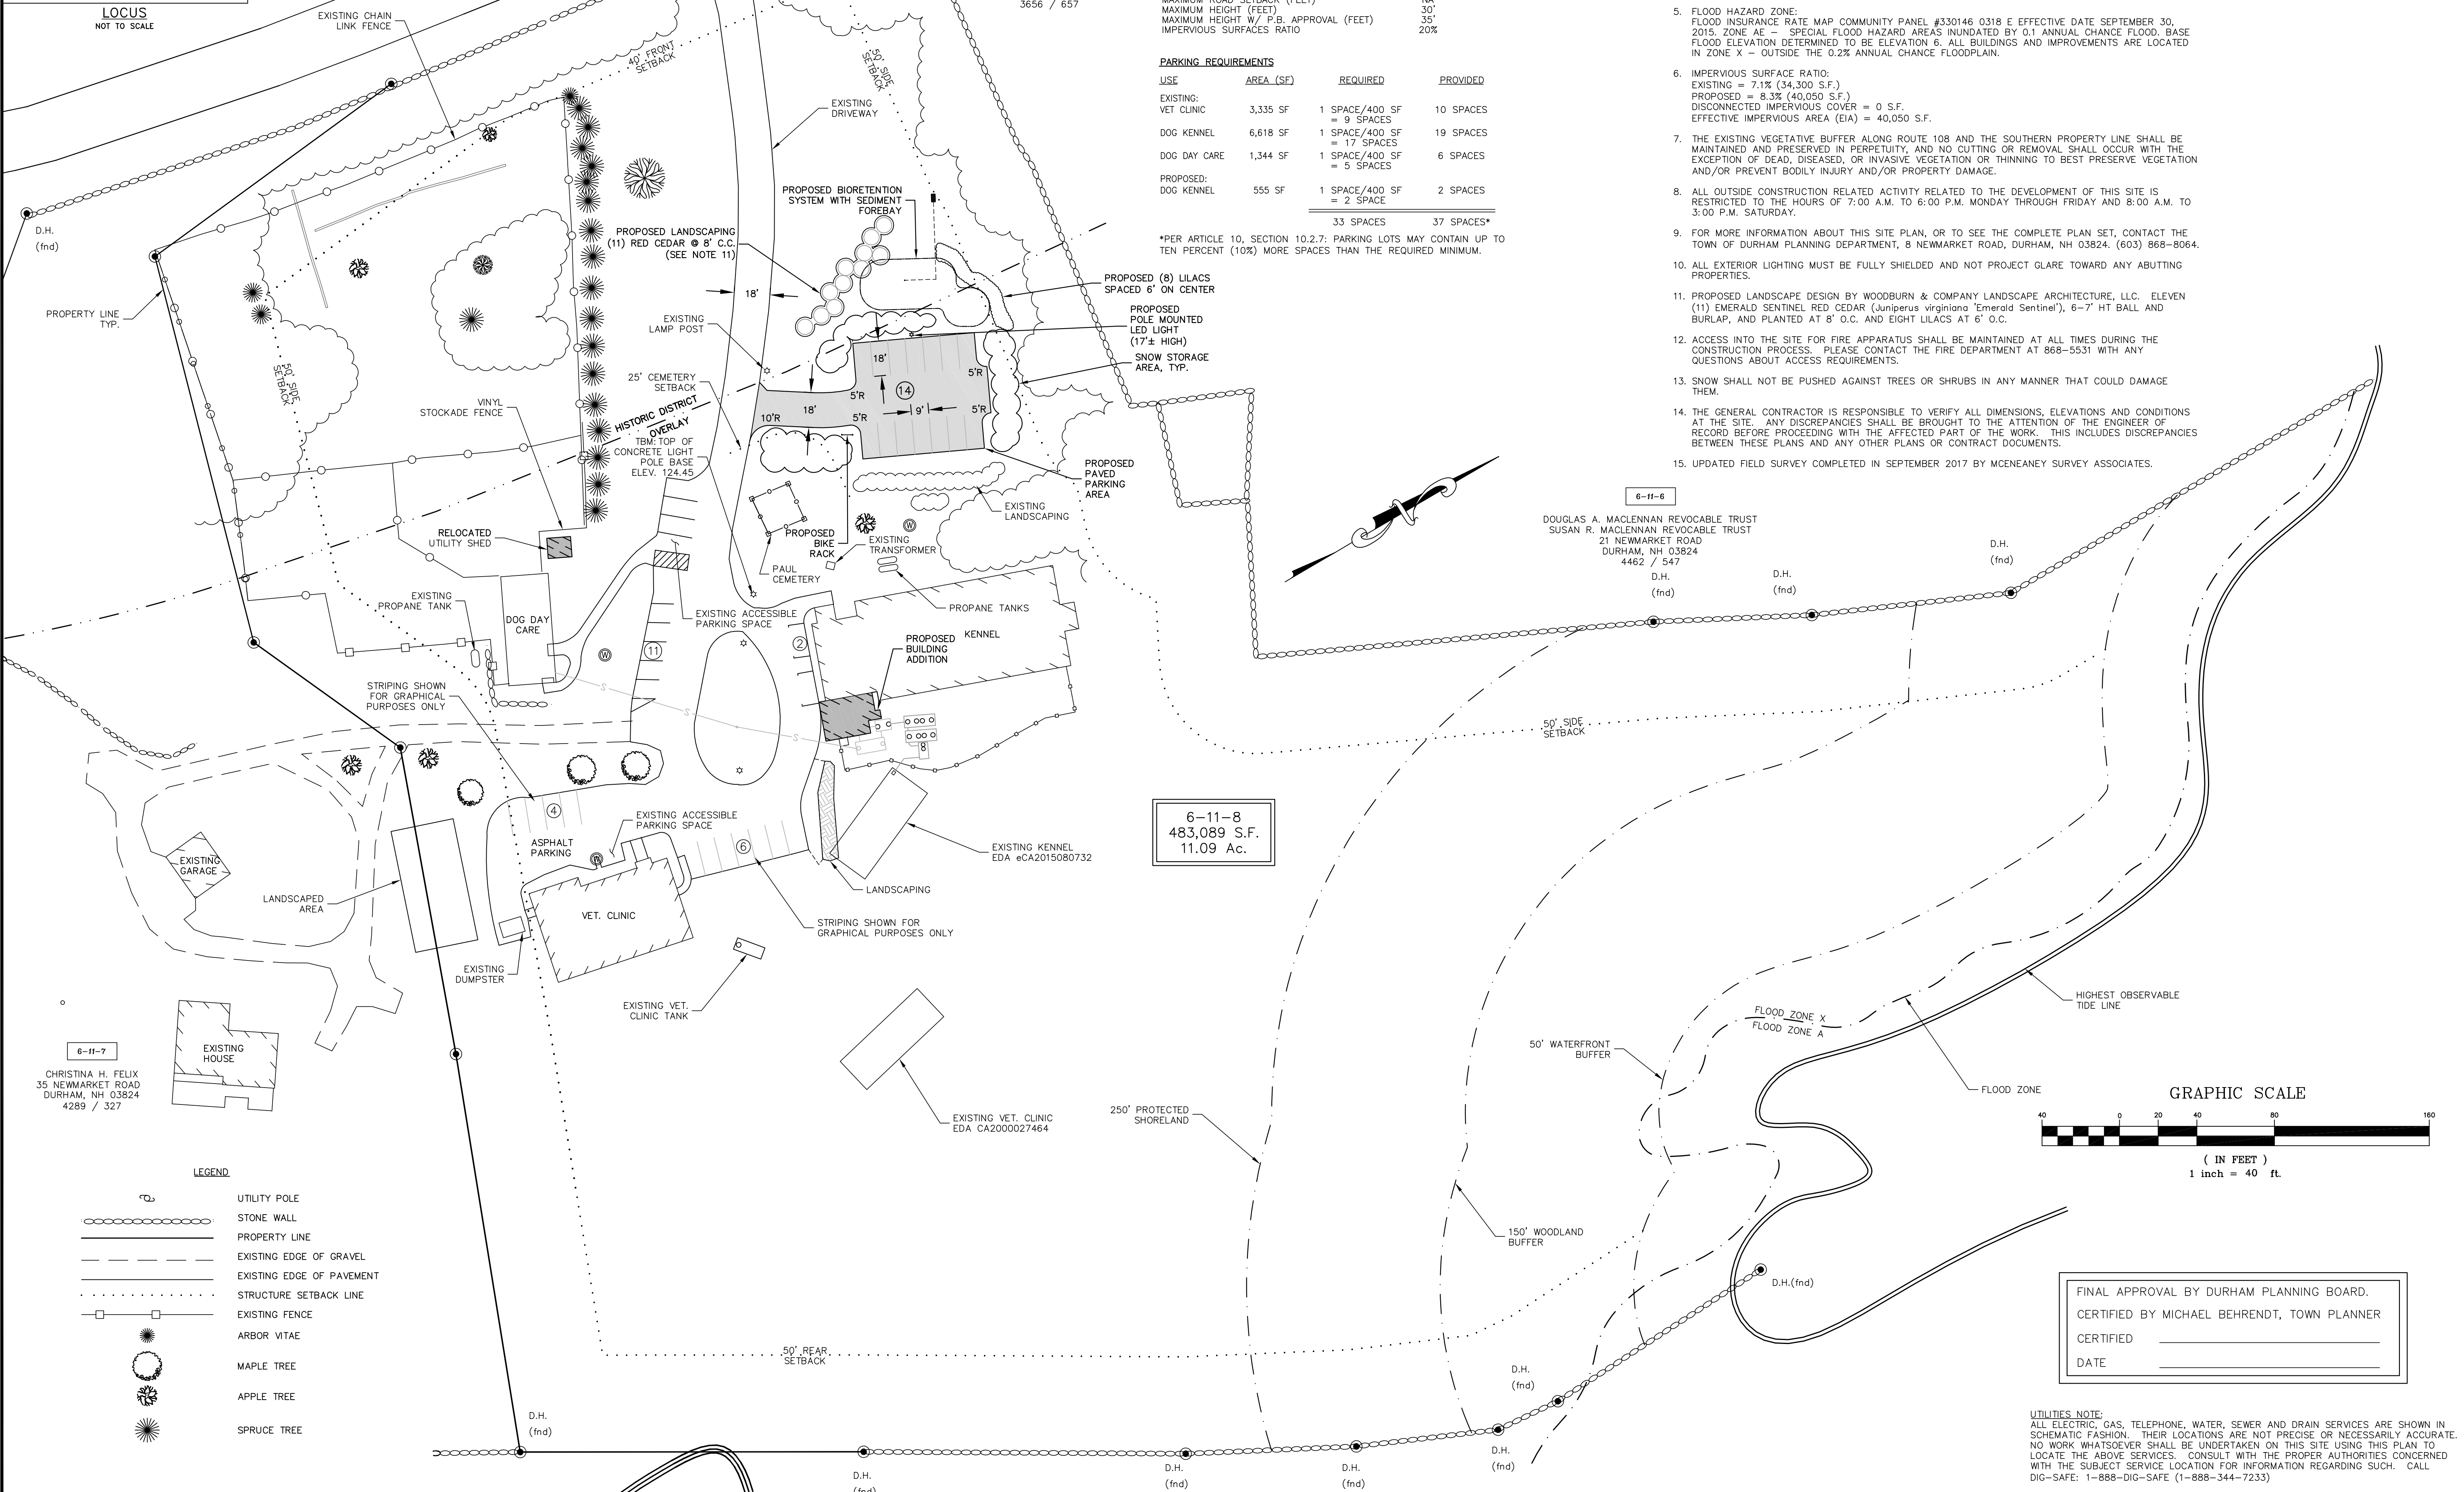 LOCUS
NOT TO SCALE
EXISTING CHAIN
LINK FENCE
3656 / 657
40' FRONT
SETBACK
50' SIDE
SETBACK
EXISTING
DRIVEWAY
D.H.
(fnd)
PROPERTY LINE
TYP.
PROPOSED BIORETENTION
SYSTEM WITH SEDIMENT
FOREBAY
PROPOSED LANDSCAPING
(11) RED CEDAR @ 8' C.C.
(SEE NOTE 11)
18'
EXISTING
LAMP POST
PROPOSED (8) LILACS
SPACED 6' ON CENTER
PROPOSED
POLE MOUNTED
LED LIGHT
(17'± HIGH)
SNOW STORAGE
AREA, TYP.
50' SIDE
SETBACK
VINYL
STOCKADE FENCE
25' CEMETERY
SETBACK
HISTORIC DISTRICT
OVERLAY
TBM: TOP OF
CONCRETE LIGHT
POLE BASE
ELEV. 124.45
18'
5'R
14
5'R
10'R
18'
5'R
9'
5'R
PROPOSED
PAVED
PARKING
AREA
EXISTING
LANDSCAPING
PROPOSED
BIKE
RACK
W
EXISTING
TRANSFORMER
PAUL
CEMETERY
PROPANE TANKS
RELOCATED
UTILITY SHED
EXISTING
PROPANE TANK
DOG DAY
CARE
EXISTING ACCESSIBLE
PARKING SPACE
W
11
2
KENNEL
PROPOSED
BUILDING
ADDITION
S
S
S
STRIPING SHOWN
FOR GRAPHICAL
PURPOSES ONLY
4
ASPHALT
PARKING
EXISTING ACCESSIBLE
PARKING SPACE
W
6
EXISTING KENNEL
EDA eCA2015080732
LANDSCAPING
STRIPING SHOWN FOR
GRAPHICAL PURPOSES ONLY
VET. CLINIC
EXISTING
GARAGE
LANDSCAPED
AREA
EXISTING
DUMPSTER
EXISTING VET.
CLINIC TANK
EXISTING VET. CLINIC
EDA CA2000027464
EXISTING
HOUSE
6-11-7
CHRISTINA H. FELIX
35 NEWMARKET ROAD
DURHAM, NH 03824
4289 / 327
6-11-8
483,089 S.F.
11.09 Ac.
LEGEND
UTILITY POLE
STONE WALL
PROPERTY LINE
EXISTING EDGE OF GRAVEL
EXISTING EDGE OF PAVEMENT
STRUCTURE SETBACK LINE
EXISTING FENCE
ARBOR VITAE
MAPLE TREE
APPLE TREE
SPRUCE TREE
D.H.
(fnd)
50' REAR
SETBACK
D.H.
(fnd)
D.H.
(fnd)
D.H.
(fnd)
D.H.
(fnd)
D.H.
(fnd)
D.H.(fnd)
250' PROTECTED
SHORELAND
150' WOODLAND
BUFFER
50' WATERFRONT
BUFFER
FLOOD ZONE X
FLOOD ZONE A
FLOOD ZONE
HIGHEST OBSERVABLE
TIDE LINE
50' SIDE
SETBACK
6-11-6
DOUGLAS A. MACLENNAN REVOCABLE TRUST
SUSAN R. MACLENNAN REVOCABLE TRUST
21 NEWMARKET ROAD
DURHAM, NH 03824
4462 / 547
D.H.
(fnd)
D.H.
(fnd)
D.H.
(fnd)
MAXIMUM ROAD SETBACK (FEET) NA
MAXIMUM HEIGHT (FEET) 30'
MAXIMUM HEIGHT W/ P.B. APPROVAL (FEET) 35'
IMPERVIOUS SURFACES RATIO 20%
PARKING REQUIREMENTS
USE AREA (SF) REQUIRED PROVIDED
EXISTING:
VET CLINIC 3,335 SF 1 SPACE/400 SF 10 SPACES
= 9 SPACES
DOG KENNEL 6,618 SF 1 SPACE/400 SF 19 SPACES
= 17 SPACES
DOG DAY CARE 1,344 SF 1 SPACE/400 SF 6 SPACES
= 5 SPACES
PROPOSED:
DOG KENNEL 555 SF 1 SPACE/400 SF 2 SPACES
= 2 SPACE
33 SPACES 37 SPACES*
*PER ARTICLE 10, SECTION 10.2.7: PARKING LOTS MAY CONTAIN UP TO
TEN PERCENT (10%) MORE SPACES THAN THE REQUIRED MINIMUM.
5. FLOOD HAZARD ZONE:
FLOOD INSURANCE RATE MAP COMMUNITY PANEL #330146 0318 E EFFECTIVE DATE SEPTEMBER 30,
2015. ZONE AE – SPECIAL FLOOD HAZARD AREAS INUNDATED BY 0.1 ANNUAL CHANCE FLOOD. BASE
FLOOD ELEVATION DETERMINED TO BE ELEVATION 6. ALL BUILDINGS AND IMPROVEMENTS ARE LOCATED
IN ZONE X – OUTSIDE THE 0.2% ANNUAL CHANCE FLOODPLAIN.
6. IMPERVIOUS SURFACE RATIO:
EXISTING = 7.1% (34,300 S.F.)
PROPOSED = 8.3% (40,050 S.F.)
DISCONNECTED IMPERVIOUS COVER = 0 S.F.
EFFECTIVE IMPERVIOUS AREA (EIA) = 40,050 S.F.
7. THE EXISTING VEGETATIVE BUFFER ALONG ROUTE 108 AND THE SOUTHERN PROPERTY LINE SHALL BE
MAINTAINED AND PRESERVED IN PERPETUITY, AND NO CUTTING OR REMOVAL SHALL OCCUR WITH THE
EXCEPTION OF DEAD, DISEASED, OR INVASIVE VEGETATION OR THINNING TO BEST PRESERVE VEGETATION
AND/OR PREVENT BODILY INJURY AND/OR PROPERTY DAMAGE.
8. ALL OUTSIDE CONSTRUCTION RELATED ACTIVITY RELATED TO THE DEVELOPMENT OF THIS SITE IS
RESTRICTED TO THE HOURS OF 7:00 A.M. TO 6:00 P.M. MONDAY THROUGH FRIDAY AND 8:00 A.M. TO
3:00 P.M. SATURDAY.
9. FOR MORE INFORMATION ABOUT THIS SITE PLAN, OR TO SEE THE COMPLETE PLAN SET, CONTACT THE
TOWN OF DURHAM PLANNING DEPARTMENT, 8 NEWMARKET ROAD, DURHAM, NH 03824. (603) 868-8064.
10. ALL EXTERIOR LIGHTING MUST BE FULLY SHIELDED AND NOT PROJECT GLARE TOWARD ANY ABUTTING
PROPERTIES.
11. PROPOSED LANDSCAPE DESIGN BY WOODBURN & COMPANY LANDSCAPE ARCHITECTURE, LLC. ELEVEN
(11) EMERALD SENTINEL RED CEDAR (Juniperus virginiana 'Emerald Sentinel'), 6–7' HT BALL AND
BURLAP, AND PLANTED AT 8' O.C. AND EIGHT LILACS AT 6' O.C.
12. ACCESS INTO THE SITE FOR FIRE APPARATUS SHALL BE MAINTAINED AT ALL TIMES DURING THE
CONSTRUCTION PROCESS. PLEASE CONTACT THE FIRE DEPARTMENT AT 868-5531 WITH ANY
QUESTIONS ABOUT ACCESS REQUIREMENTS.
13. SNOW SHALL NOT BE PUSHED AGAINST TREES OR SHRUBS IN ANY MANNER THAT COULD DAMAGE
THEM.
14. THE GENERAL CONTRACTOR IS RESPONSIBLE TO VERIFY ALL DIMENSIONS, ELEVATIONS AND CONDITIONS
AT THE SITE. ANY DISCREPANCIES SHALL BE BROUGHT TO THE ATTENTION OF THE ENGINEER OF
RECORD BEFORE PROCEEDING WITH THE AFFECTED PART OF THE WORK. THIS INCLUDES DISCREPANCIES
BETWEEN THESE PLANS AND ANY OTHER PLANS OR CONTRACT DOCUMENTS.
15. UPDATED FIELD SURVEY COMPLETED IN SEPTEMBER 2017 BY MCENEANEY SURVEY ASSOCIATES.
GRAPHIC SCALE
40 0 20 40 80 160
( IN FEET )
1 inch = 40 ft.
FINAL APPROVAL BY DURHAM PLANNING BOARD.
CERTIFIED BY MICHAEL BEHRENDT, TOWN PLANNER
CERTIFIED
DATE
UTILITIES NOTE:
ALL ELECTRIC, GAS, TELEPHONE, WATER, SEWER AND DRAIN SERVICES ARE SHOWN IN
SCHEMATIC FASHION. THEIR LOCATIONS ARE NOT PRECISE OR NECESSARILY ACCURATE.
NO WORK WHATSOEVER SHALL BE UNDERTAKEN ON THIS SITE USING THIS PLAN TO
LOCATE THE ABOVE SERVICES. CONSULT WITH THE PROPER AUTHORITIES CONCERNED
WITH THE SUBJECT SERVICE LOCATION FOR INFORMATION REGARDING SUCH. CALL
DIG-SAFE: 1-888-DIG-SAFE (1-888-344-7233)